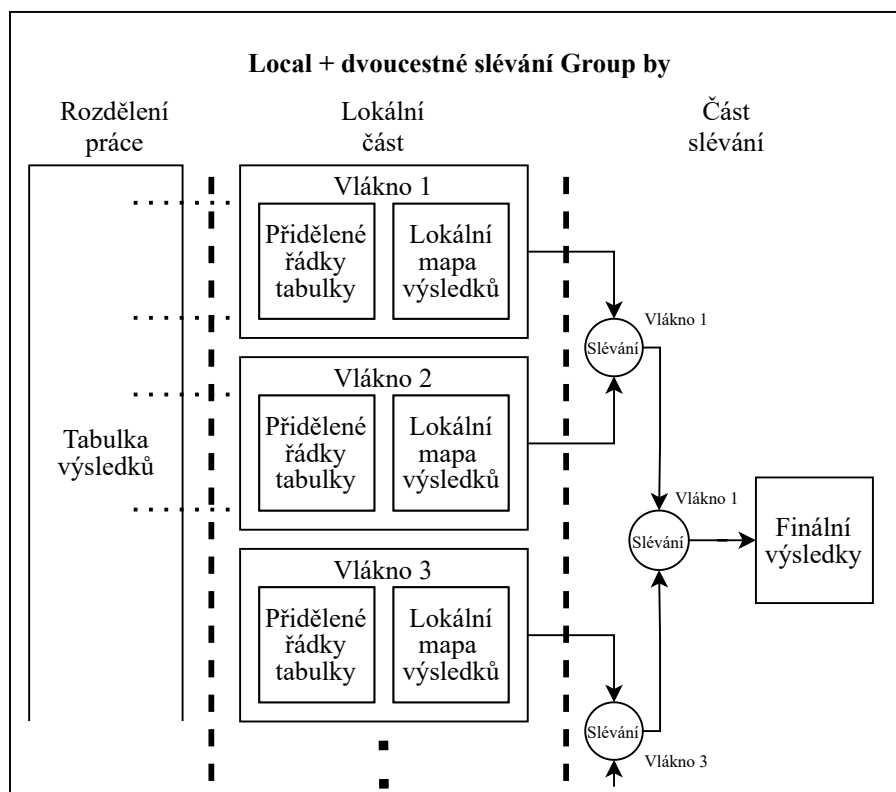 Local + dvoucestné slévání Group by
Rozdělení
práce
Lokální
část
Část
slévání
Tabulka
výsledků
Vlákno 1
Přidělené
řádky
tabulky
Lokální
mapa
výsledků
Vlákno 2
Přidělené
řádky
tabulky
Lokální
mapa
výsledků
Vlákno 3
Přidělené
řádky
tabulky
Lokální
mapa
výsledků
Vlákno 1
Slévání
Vlákno 1
Slévání
Slévání
Vlákno 3
Finální
výsledky